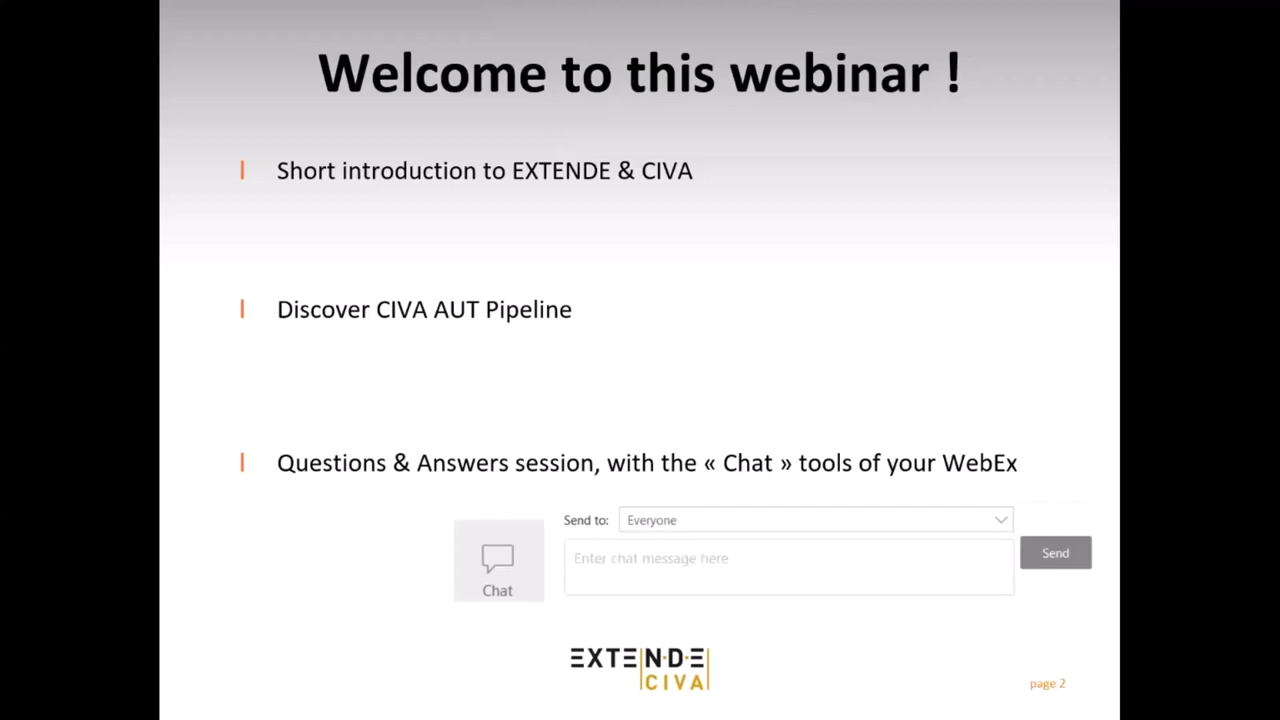 Welcome to this webinar !
Short introduction to EXTENDE & CIVA
Discover CIVA AUT Pipeline
Questions & Answers session, with the « Chat » tools of your WebEx
Send to: Everyone
Enter chat message here
Send
Chat
EXTENDE
CIVA
page 2